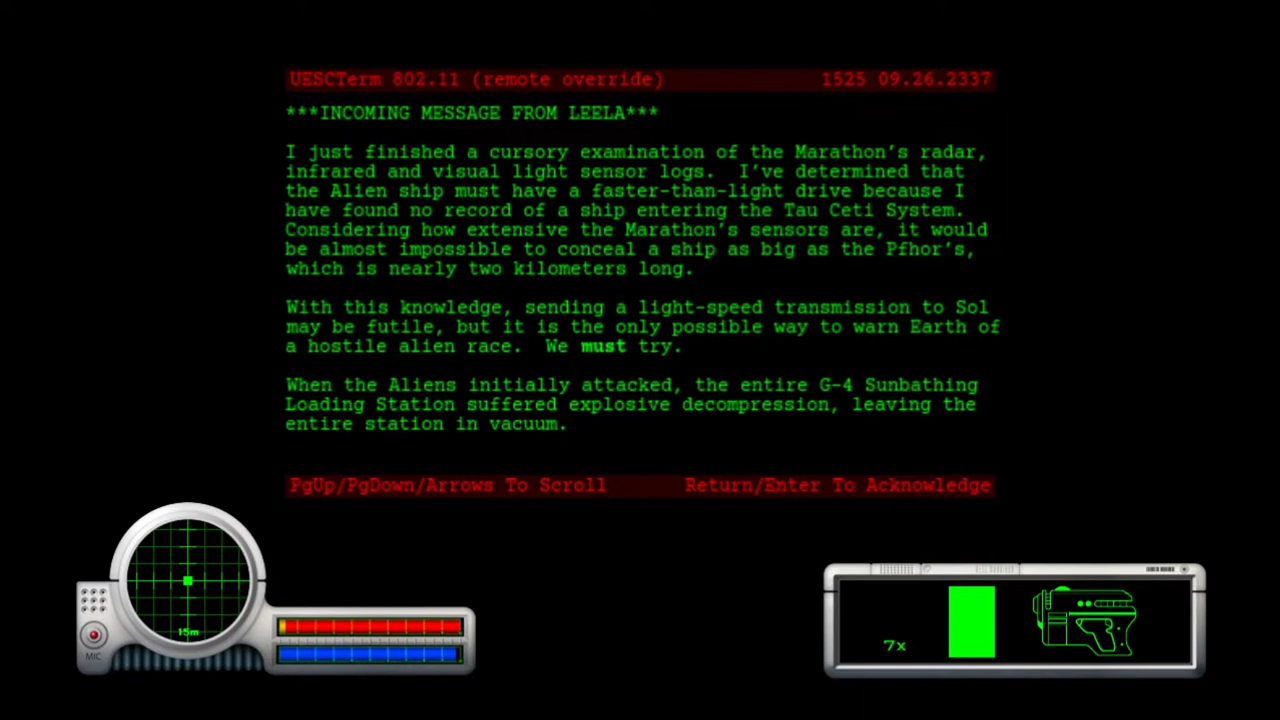 UESCTerm 802.11 (remote override) 1525 09.26.2337
***INCOMING MESSAGE FROM LEELA***
I just finished a cursory examination of the Marathon's radar,
infrared and visual light sensor logs.  I've determined that
the Alien ship must have a faster-than-light drive because I
have found no record of a ship entering the Tau Ceti System.
Considering how extensive the Marathon's sensors are, it would
be almost impossible to conceal a ship as big as the Pfhor's,
which is nearly two kilometers long.
With this knowledge, sending a light-speed transmission to Sol
may be futile, but it is the only possible way to warn Earth of
a hostile alien race.  We must try.
When the Aliens initially attacked, the entire G-4 Sunbathing
Loading Station suffered explosive decompression, leaving the
entire station in vacuum.
PgUp/PgDown/Arrows To Scroll Return/Enter To Acknowledge
15m
MIC
7x